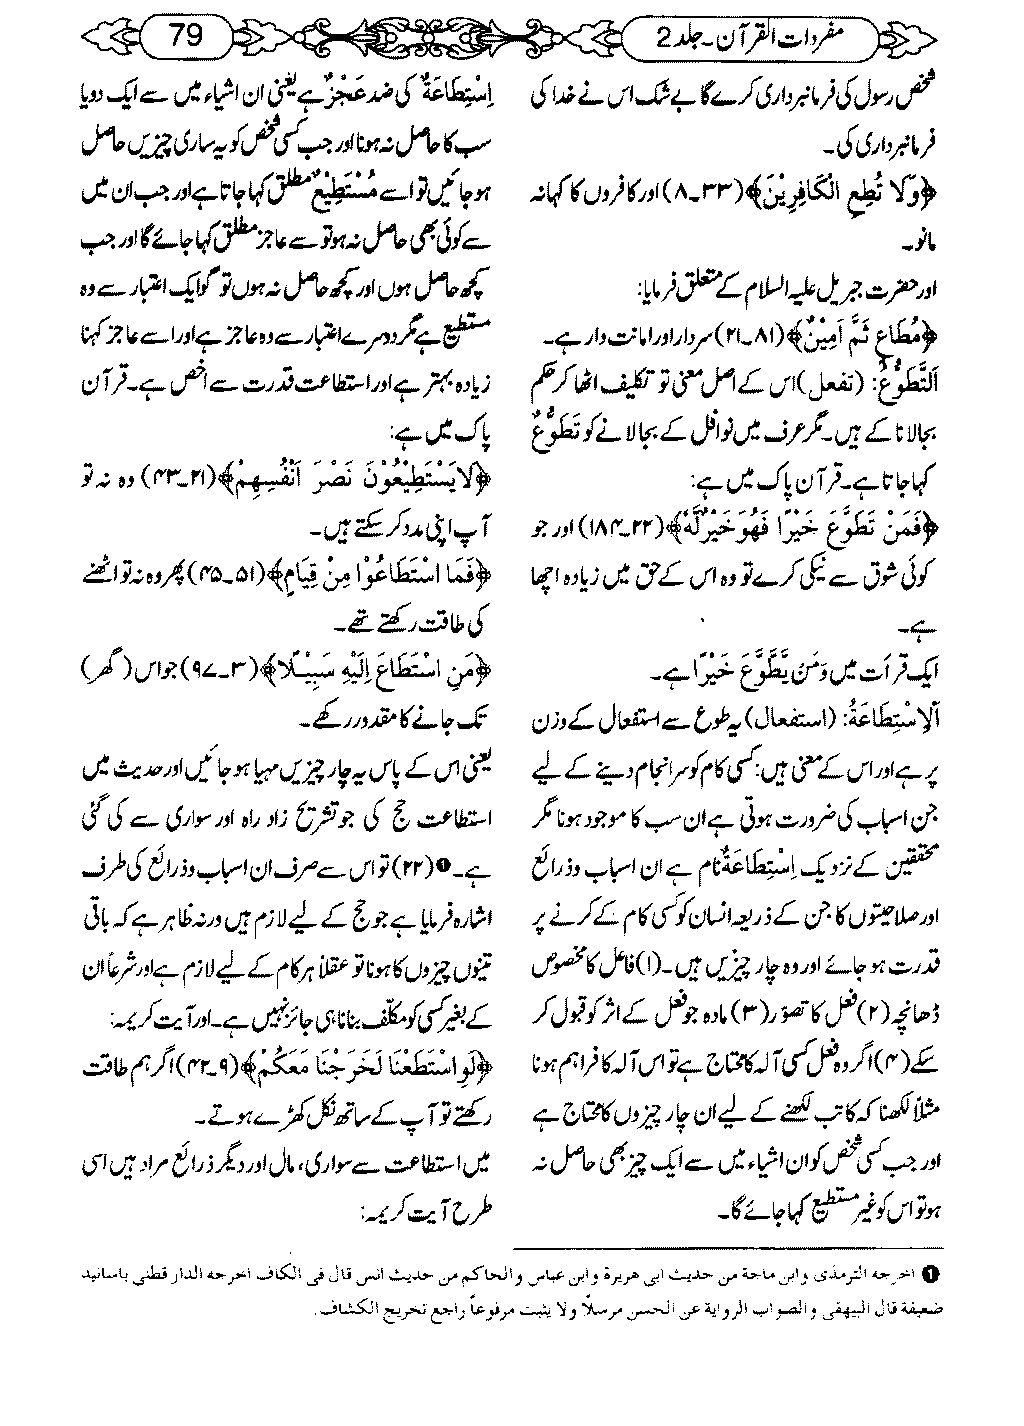 مفردات القرآن۔جلد 2
79
شخص رسول کی فرمانبرداری کرے گا بے شک اس نے خدا کی
فرمانبرداری کی۔
﴿وَلَا تُطِعِ الْكَافِرِيْنَ﴾ (۳۳۔۸) اور کافروں کا کہا نہ
مانو۔
اور حضرت جبریل علیہ السلام کے متعلق فرمایا:
﴿مُطَاعٍ ثَمَّ اَمِيْنٍ﴾ (۸۱۔۲۱) سردار اور امانت دار ہے۔
اَلتَّطَوُّعُ: (تفعل) اس کے اصل معنی تو تکلیف اٹھا کر حکم
بجا لانا کے ہیں۔ مگر عرف میں نوافل کے بجا لانے کو تَطَوُّعٌ
کہا جاتا ہے۔ قرآن پاک میں ہے:
﴿فَمَنْ تَطَوَّعَ خَيْرًا فَهُوَ خَيْرٌ لَّهٗ﴾ (۲۲۔۱۸۴) اور جو
کوئی شوق سے نیکی کرے تو وہ اس کے حق میں زیادہ اچھا
ہے۔
ایک قرأت میں وَمَنْ يَّطَّوَّعَ خَيْرًا ہے۔
اَلْاِسْتِطَاعَةُ: (استفعال) یہ طوع سے استفعال کے وزن
پر ہے اور اس کے معنی ہیں: کسی کام کو سرانجام دینے کے لیے
جن اسباب کی ضرورت ہوتی ہے ان سب کا موجود ہونا مگر
محققین کے نزدیک اِسْتِطَاعَةٌ نام ہے ان اسباب وذرائع
اور صلاحیتوں کا جن کے ذریعہ انسان کو کسی کام کے کرنے پر
قدرت ہو جائے اور وہ چار چیزیں ہیں۔ (۱) فاعل کا مخصوص
ڈھانچہ (۲) فعل کا تصوّر (۳) مادہ جو فعل کے اثر کو قبول کر
سکے (۴) اگر وہ فعل کسی آلہ کا محتاج ہے تو اس آلہ کا فراہم ہونا
مثلاً لکھنا کہ کاتب لکھنے کے لیے ان چار چیزوں کا محتاج ہے
اور جب کسی شخص کو ان اشیاء میں سے ایک چیز بھی حاصل نہ
ہو تو اس کو غیر مستطیع کہا جائے گا۔
اِسْتِطَاعَةٌ کی ضد عَجْزٌ ہے یعنی ان اشیاء میں سے ایک دو یا
سب کا حاصل نہ ہونا اور جب کسی شخص کو یہ ساری چیزیں حاصل
ہو جائیں تو اسے مُسْتَطِيْعٌ مطلق کہا جاتا ہے اور جب ان میں
سے کوئی بھی حاصل نہ ہو تو سے عاجز مطلق کہا جائے گا اور جب
کچھ حاصل ہوں اور کچھ حاصل نہ ہوں تو گو ایک اعتبار سے وہ
مستطیع ہے مگر دوسرے اعتبار سے وہ عاجز ہے اور اسے عاجز کہنا
زیادہ بہتر ہے اور استطاعت قدرت سے اخص ہے۔ قرآن
پاک میں ہے:
﴿لَا يَسْتَطِيْعُوْنَ نَصْرَ اَنْفُسِهِمْ﴾ (۲۱۔۴۳) وہ نہ تو
آپ اپنی مدد کر سکتے ہیں۔
﴿فَمَا اسْتَطَاعُوْا مِنْ قِيَامٍ﴾ (۵۱۔۴۵) پھر وہ نہ تو اٹھنے
کی طاقت رکھتے تھے۔
﴿مَنِ اسْتَطَاعَ اِلَيْهِ سَبِيْلًا﴾ (۳۔۹۷) جو اس (گھر)
تک جانے کا مقدور رکھے۔
یعنی اس کے پاس یہ چار چیزیں مہیا ہو جائیں اور حدیث میں
استطاعت حج کی جو تشریح زاد راہ اور سواری سے کی گئی
ہے۔❶ (۲۲) تو اس سے صرف ان اسباب وذرائع کی طرف
اشارہ فرمایا ہے جو حج کے لیے لازم ہیں ورنہ ظاہر ہے کہ باقی
تینوں چیزوں کا ہونا تو عقلاً ہر کام کے لیے لازم ہے اور شرعاً ان
کے بغیر کسی کو مکلّف بنانا ہی جائز نہیں ہے۔ اور آیت کریمہ:
﴿لَوِ اسْتَطَعْنَا لَخَرَجْنَا مَعَكُمْ﴾ (۹۔۴۲) اگر ہم طاقت
رکھتے تو آپ کے ساتھ نکل کھڑے ہوتے۔
میں استطاعت سے سواری، مال اور دیگر ذرائع مراد ہیں اسی
طرح آیت کریمہ:
❶ اخرجه الترمذى وابن ماجة من حديث ابى هريرة وابن عباس والحاكم من حديث انس قال فى الكاف اخرجه الدار قطنى باسانيد
ضعيفة قال البيهقى والصواب الرواية عن الحسن مرسلاً ولا يثبت مرفوعاً راجع تخريج الكشاف.